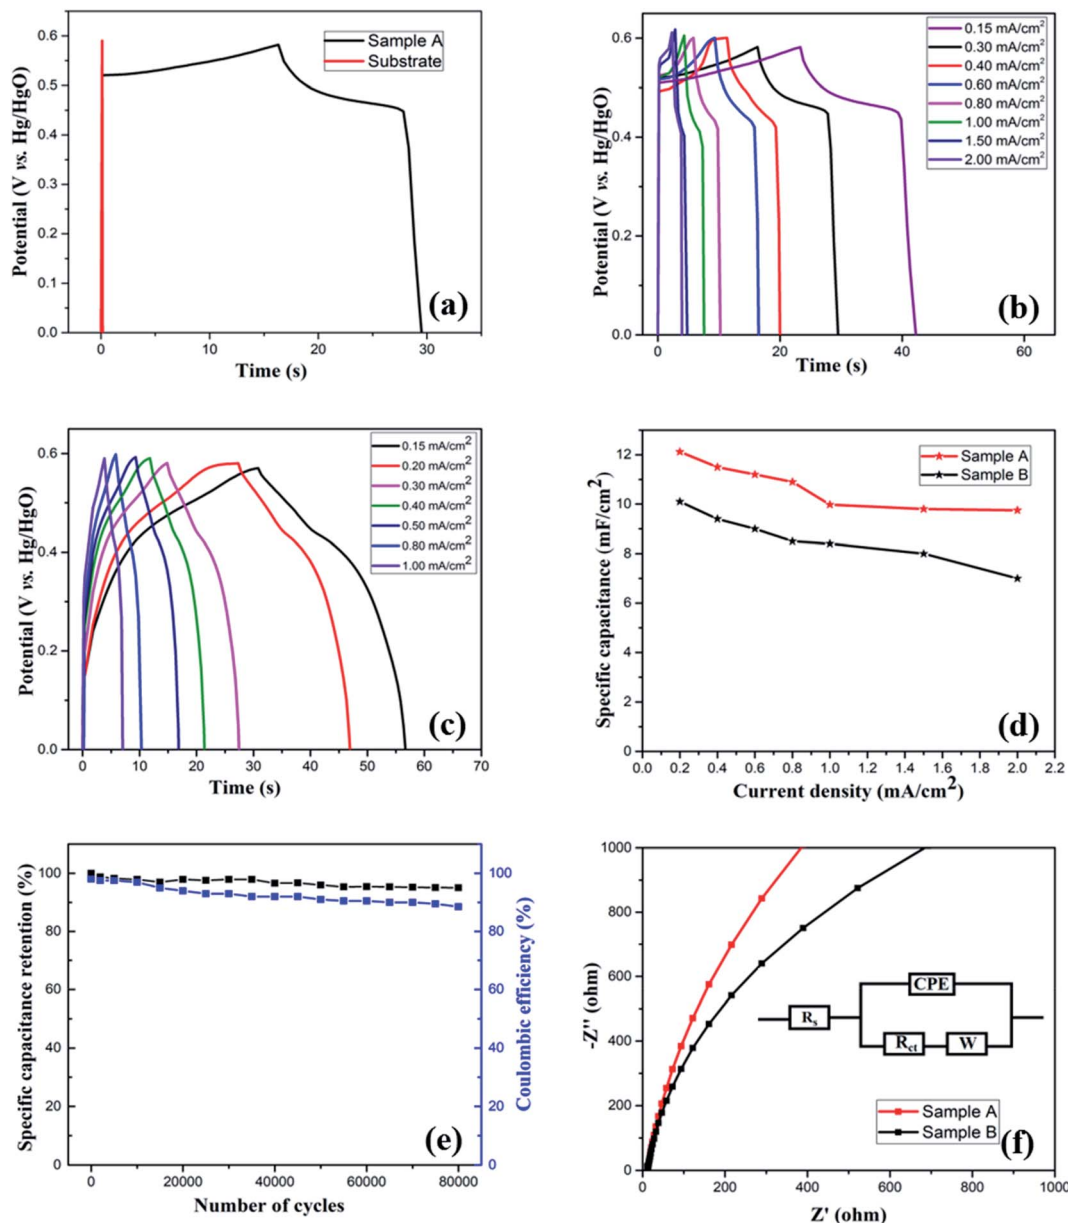 0.6
0.5
0.4
0.3
0.2
0.1
0.0
Potential (V vs. Hg/HgO)
Sample A
Substrate
(a)
0 10 20 30
Time (s)
0.6
0.4
0.2
0.0
Potential (V vs. Hg/HgO)
0.15 mA/cm2
0.30 mA/cm2
0.40 mA/cm2
0.60 mA/cm2
0.80 mA/cm2
1.00 mA/cm2
1.50 mA/cm2
2.00 mA/cm2
(b)
0 20 40 60
Time (s)
0.6
0.4
0.2
0.0
Potential (V vs. Hg/HgO)
0.15 mA/cm2
0.20 mA/cm2
0.30 mA/cm2
0.40 mA/cm2
0.50 mA/cm2
0.80 mA/cm2
1.00 mA/cm2
(c)
0 10 20 30 40 50 60 70
Time (s)
12
10
8
6
4
2
0
Specific capacitance (mF/cm2)
Sample A
Sample B
(d)
0.0 0.2 0.4 0.6 0.8 1.0 1.2 1.4 1.6 1.8 2.0 2.2
Current density (mA/cm2)
100
80
60
40
20
0
Specific capacitance retention (%)
100
80
60
40
20
0
Coulombic efficiency (%)
(e)
0 20000 40000 60000 80000
Number of cycles
1000
800
600
400
200
0
-Z'' (ohm)
CPE
Rs
Rct
W
Sample A
Sample B
(f)
0 200 400 600 800 1000
Z' (ohm)